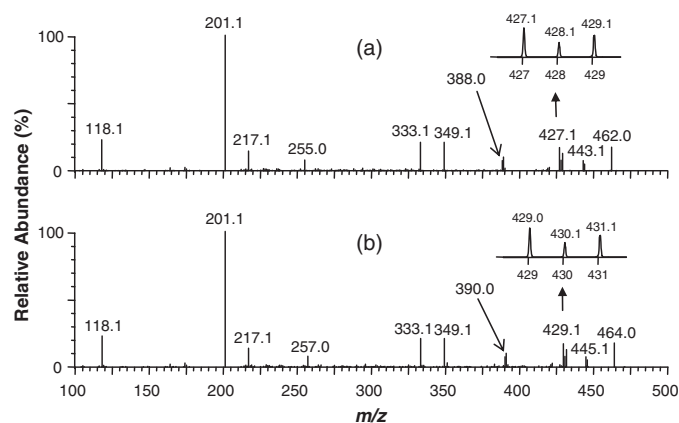 427.1 428.1 429.1
427 428 429
(a)
100
201.1
388.0
118.1
217.1
255.0
333.1 349.1
427.1
443.1
462.0
0
Relative Abundance (%)
429.0 430.1 431.1
429 430 431
(b)
100
201.1
390.0
118.1
217.1
257.0
333.1 349.1
429.1
445.1
464.0
0
100 150 200 250 300 350 400 450 500
m/z